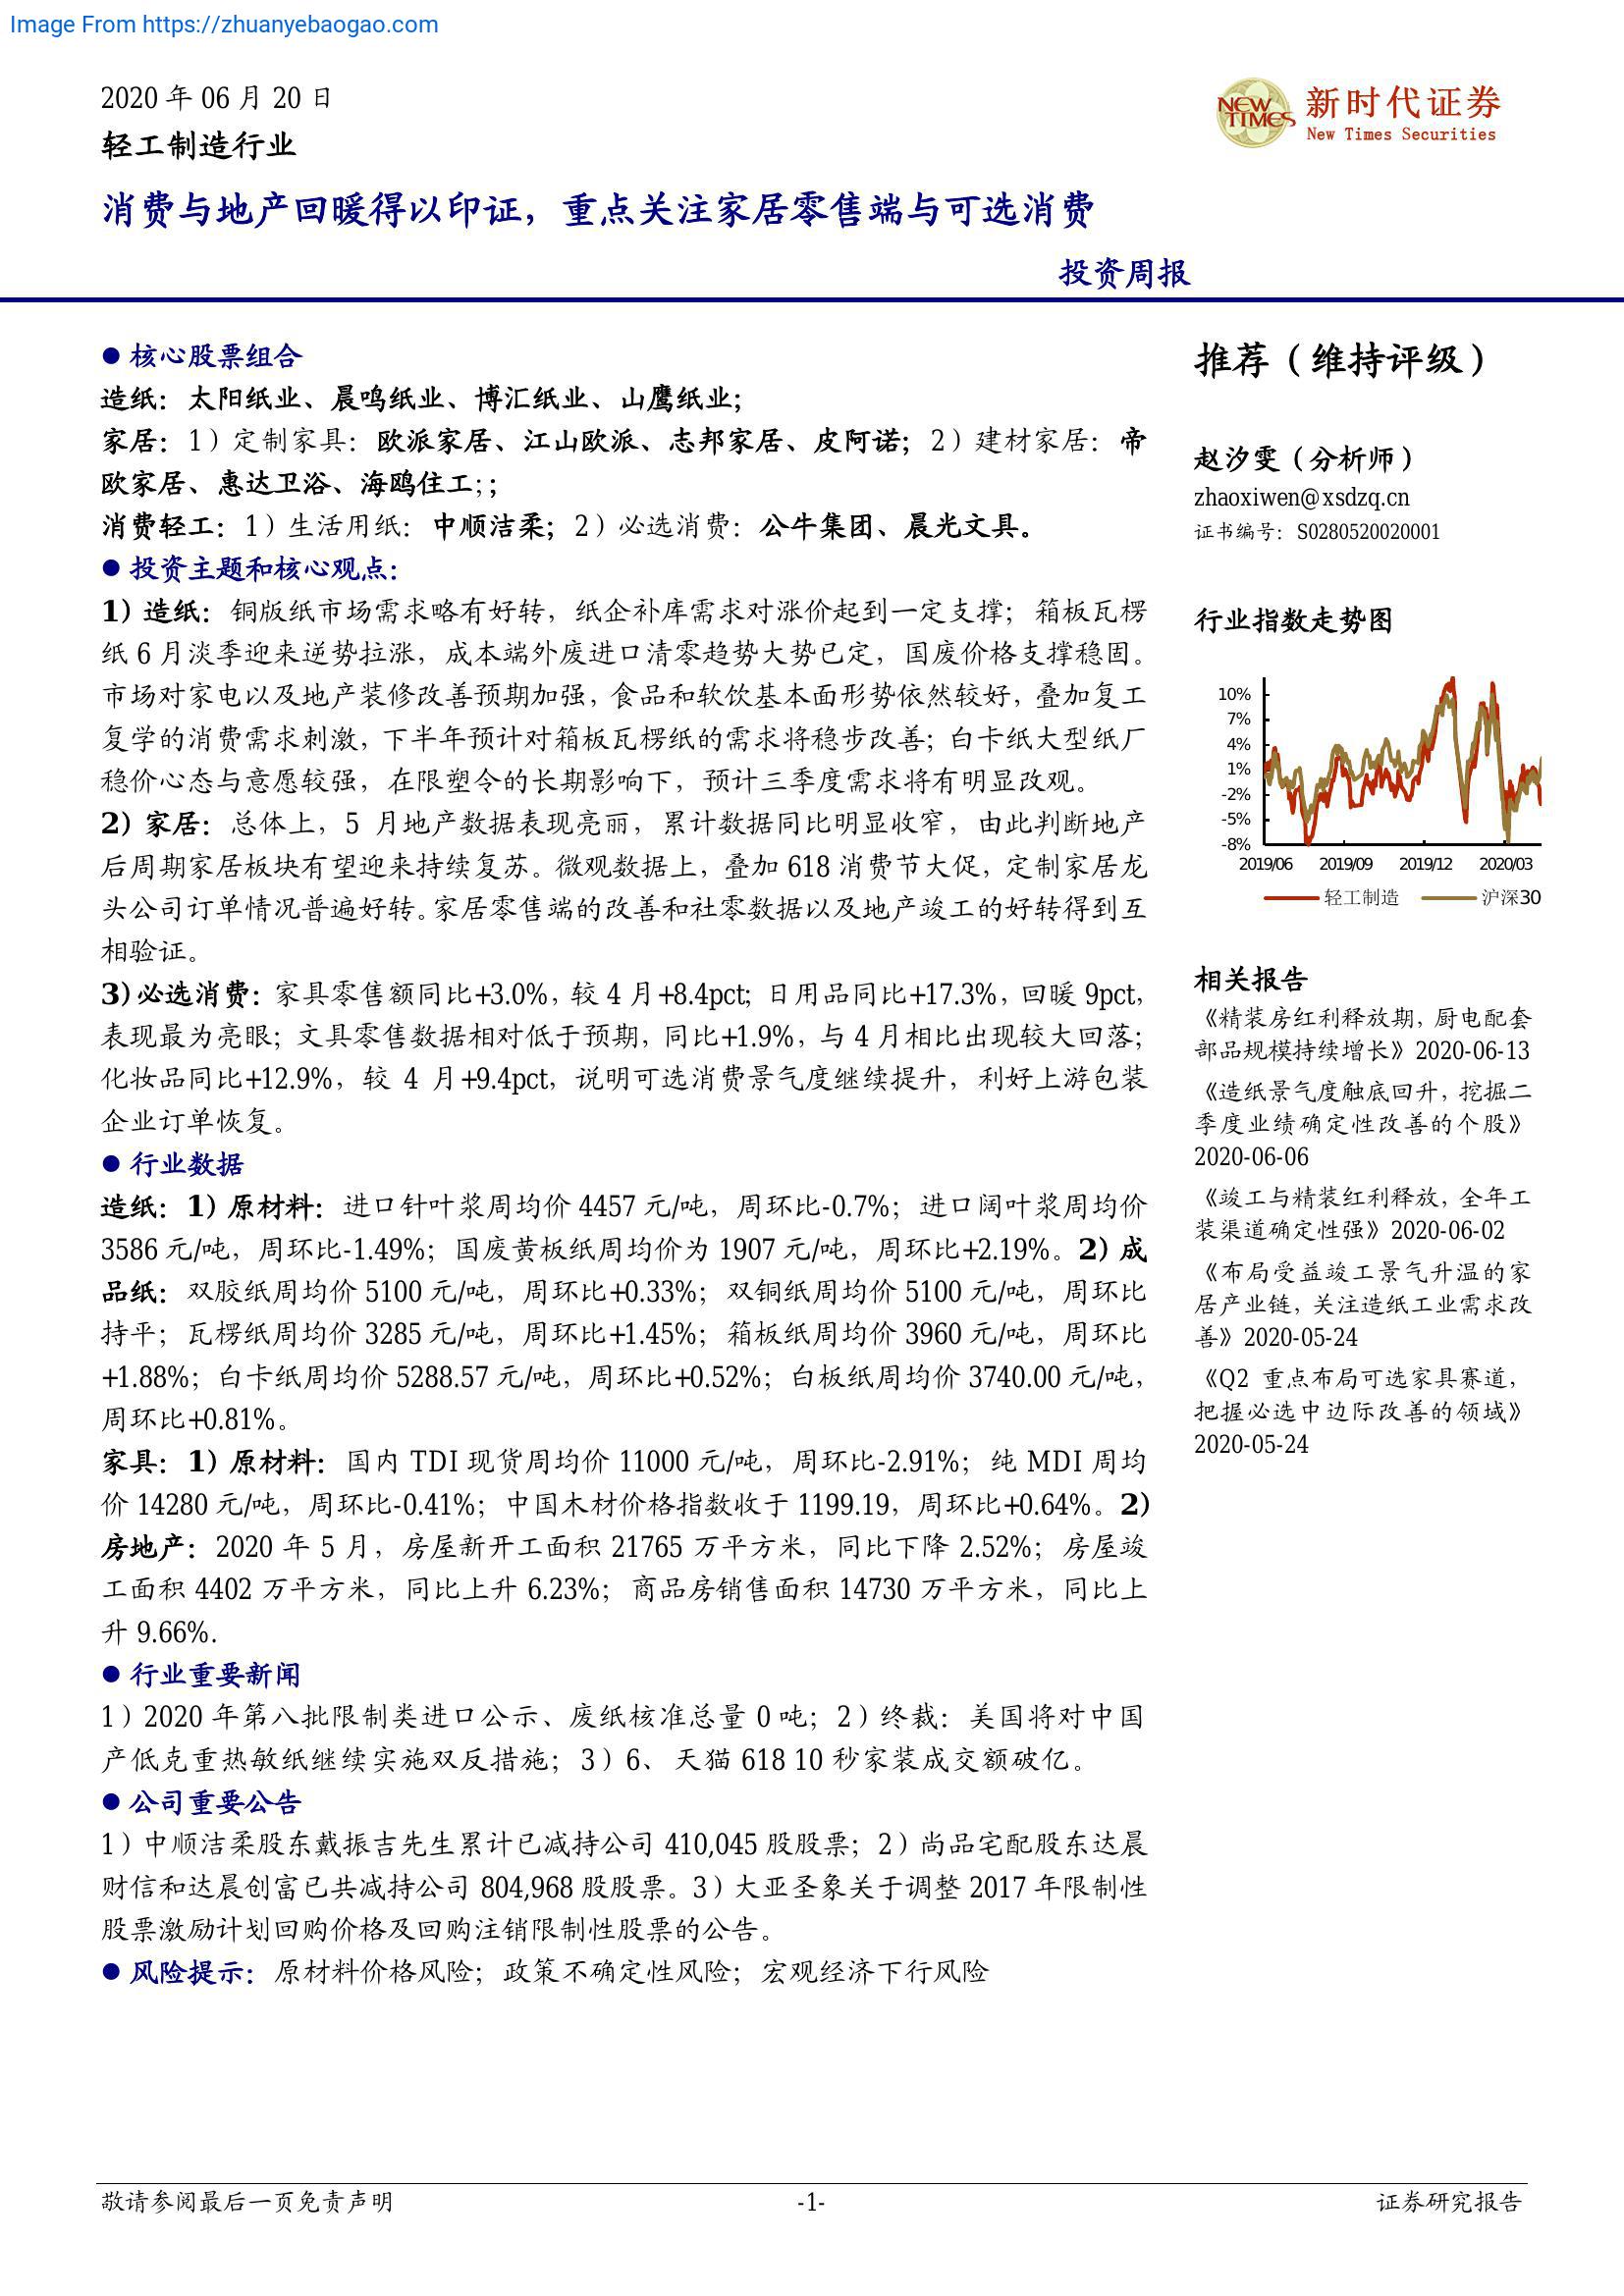 Image From https://zhuanyebaogao.com
2020 年 06 月 20 日
轻工制造行业
NEW TIMES
新时代证券
New Times Securities
消费与地产回暖得以印证，重点关注家居零售端与可选消费
投资周报
● 核心股票组合
造纸：太阳纸业、晨鸣纸业、博汇纸业、山鹰纸业；
家居：1）定制家具：欧派家居、江山欧派、志邦家居、皮阿诺；2）建材家居：帝
欧家居、惠达卫浴、海鸥住工；；
消费轻工：1）生活用纸：中顺洁柔；2）必选消费：公牛集团、晨光文具。
● 投资主题和核心观点：
1）造纸：铜版纸市场需求略有好转，纸企补库需求对涨价起到一定支撑；箱板瓦楞
纸 6 月淡季迎来逆势拉涨，成本端外废进口清零趋势大势已定，国废价格支撑稳固。
市场对家电以及地产装修改善预期加强，食品和软饮基本面形势依然较好，叠加复工
复学的消费需求刺激，下半年预计对箱板瓦楞纸的需求将稳步改善；白卡纸大型纸厂
稳价心态与意愿较强，在限塑令的长期影响下，预计三季度需求将有明显改观。
2）家居：总体上，5 月地产数据表现亮丽，累计数据同比明显收窄，由此判断地产
后周期家居板块有望迎来持续复苏。微观数据上，叠加 618 消费节大促，定制家居龙
头公司订单情况普遍好转。家居零售端的改善和社零数据以及地产竣工的好转得到互
相验证。
3）必选消费：家具零售额同比+3.0%，较 4 月+8.4pct；日用品同比+17.3%，回暖 9pct，
表现最为亮眼；文具零售数据相对低于预期，同比+1.9%，与 4 月相比出现较大回落；
化妆品同比+12.9%，较 4 月+9.4pct，说明可选消费景气度继续提升，利好上游包装
企业订单恢复。
● 行业数据
造纸：1）原材料：进口针叶浆周均价 4457 元/吨，周环比-0.7%；进口阔叶浆周均价
3586 元/吨，周环比-1.49%；国废黄板纸周均价为 1907 元/吨，周环比+2.19%。2）成
品纸：双胶纸周均价 5100 元/吨，周环比+0.33%；双铜纸周均价 5100 元/吨，周环比
持平；瓦楞纸周均价 3285 元/吨，周环比+1.45%；箱板纸周均价 3960 元/吨，周环比
+1.88%；白卡纸周均价 5288.57 元/吨，周环比+0.52%；白板纸周均价 3740.00 元/吨，
周环比+0.81%。
家具：1）原材料：国内 TDI 现货周均价 11000 元/吨，周环比-2.91%；纯 MDI 周均
价 14280 元/吨，周环比-0.41%；中国木材价格指数收于 1199.19，周环比+0.64%。2）
房地产：2020 年 5 月，房屋新开工面积 21765 万平方米，同比下降 2.52%；房屋竣
工面积 4402 万平方米，同比上升 6.23%；商品房销售面积 14730 万平方米，同比上
升 9.66%.
● 行业重要新闻
1）2020 年第八批限制类进口公示、废纸核准总量 0 吨；2）终裁：美国将对中国
产低克重热敏纸继续实施双反措施；3）6、天猫 618 10 秒家装成交额破亿。
● 公司重要公告
1）中顺洁柔股东戴振吉先生累计已减持公司 410,045 股股票；2）尚品宅配股东达晨
财信和达晨创富已共减持公司 804,968 股股票。3）大亚圣象关于调整 2017 年限制性
股票激励计划回购价格及回购注销限制性股票的公告。
● 风险提示：原材料价格风险；政策不确定性风险；宏观经济下行风险
推荐（维持评级）
赵汐雯（分析师）
zhaoxiwen@xsdzq.cn
证书编号：S0280520020001
行业指数走势图
10%
7%
4%
1%
-2%
-5%
-8%
2019/06 2019/09 2019/12 2020/03
轻工制造 沪深30
相关报告
《精装房红利释放期，厨电配套
部品规模持续增长》2020-06-13
《造纸景气度触底回升，挖掘二
季度业绩确定性改善的个股》
2020-06-06
《竣工与精装红利释放，全年工
装渠道确定性强》2020-06-02
《布局受益竣工景气升温的家
居产业链，关注造纸工业需求改
善》2020-05-24
《Q2 重点布局可选家具赛道，
把握必选中边际改善的领域》
2020-05-24
敬请参阅最后一页免责声明
-1-
证券研究报告